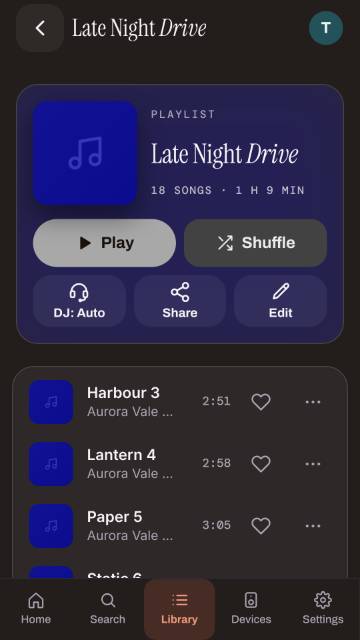 Late Night Drive
T
PLAYLIST
Late Night Drive
18 SONGS · 1 H 9 MIN
Play
Shuffle
DJ: Auto
Share
Edit
Harbour 3
Aurora Vale ...
2:51
Lantern 4
Aurora Vale ...
2:58
Paper 5
Aurora Vale ...
3:05
Static 6
Home
Search
Library
Devices
Settings